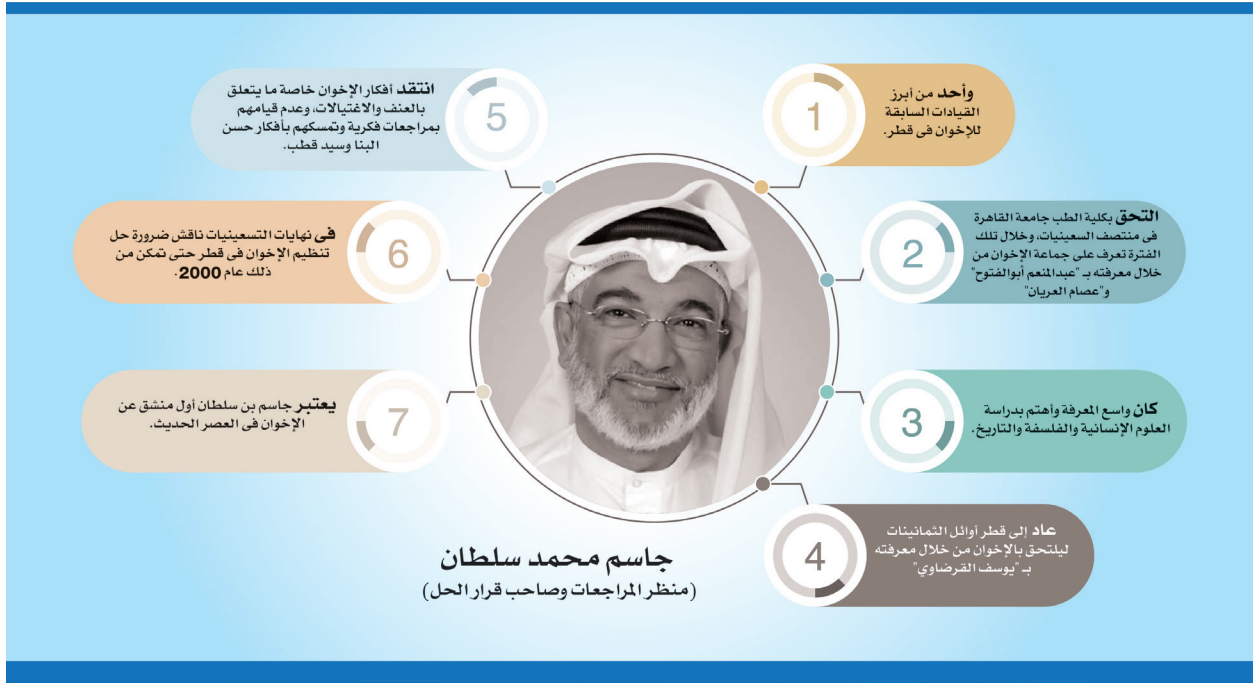 1
وأحد من أبرز
القيادات السابقة
للإخوان فى قطر.
2
التحق بكلية الطب جامعة القاهرة
فى منتصف السعينيات، وخلال تلك
الفترة تعرف على جماعة الإخوان من
خلال معرفته بـ "عبدالمنعم أبوالفتوح"
و"عصام العريان"
3
كان واسع المعرفة وأهتم بدراسة
العلوم الإنسانية والفلسفة والتاريخ.
4
عاد إلى قطر أوائل الثمانينات
ليلتحق بالإخوان من خلال معرفته
بـ "يوسف القرضاوي"
5
انتقد أفكار الإخوان خاصة ما يتعلق
بالعنف والاغتيالات، وعدم قيامهم
بمراجعات فكرية وتمسكهم بأفكار حسن
البنا وسيد قطب.
6
فى نهايات التسعينيات ناقش ضرورة حل
تنظيم الإخوان فى قطر حتى تمكن من
ذلك عام 2000.
7
يعتبر جاسم بن سلطان أول منشق عن
الإخوان فى العصر الحديث.
جاسم محمد سلطان
(منظر المراجعات وصاحب قرار الحل)